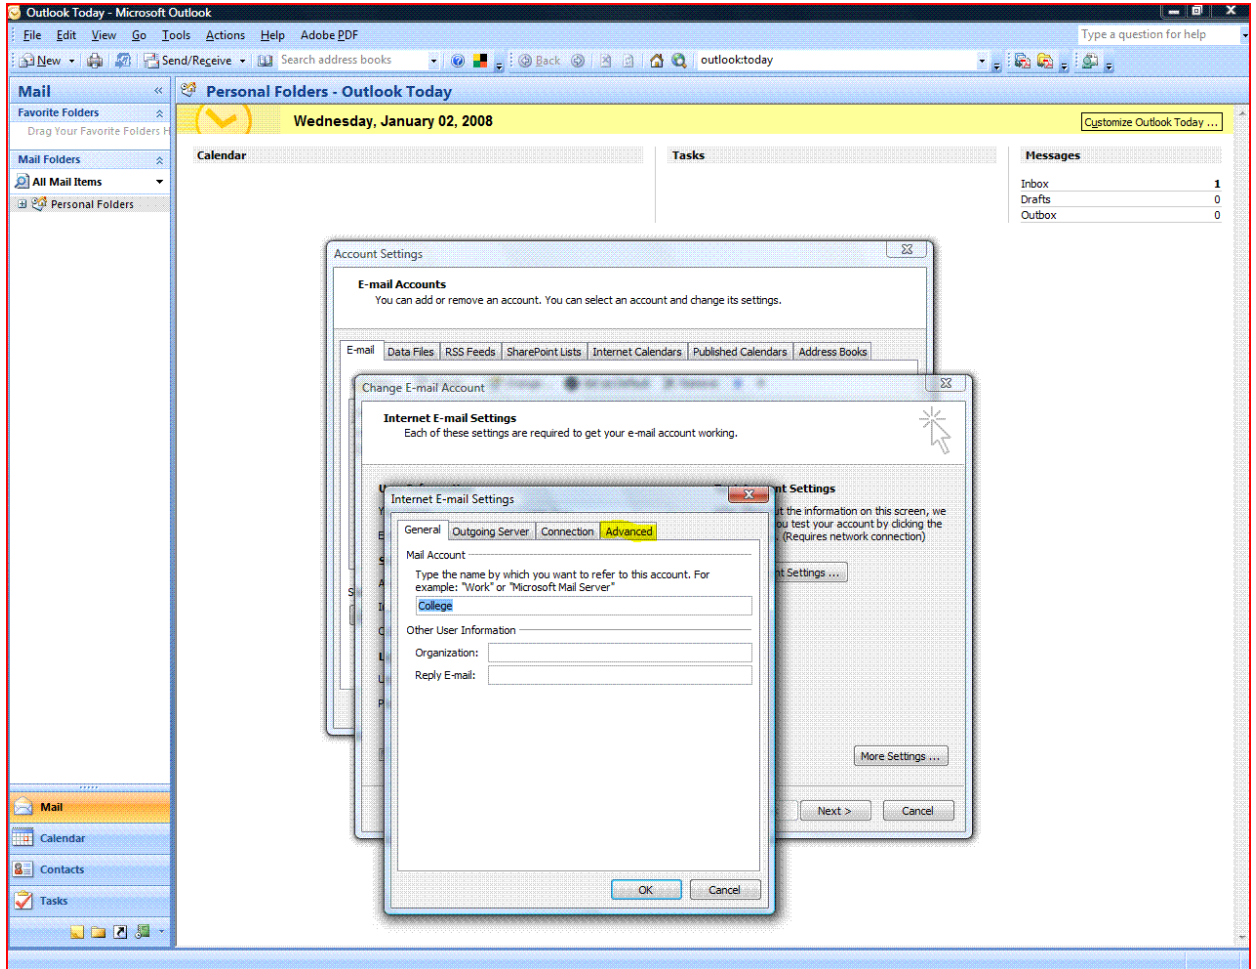 Outlook Today - Microsoft Outlook
File Edit View Go Tools Actions Help Adobe PDF
Type a question for help
New Send/Receive Search address books Back outlook:today
Mail «
Personal Folders - Outlook Today
Favorite Folders
Drag Your Favorite Folders H
Wednesday, January 02, 2008
Customize Outlook Today ...
Mail Folders
All Mail Items
Personal Folders
Calendar
Tasks
Messages
Inbox 1
Drafts 0
Outbox 0
Account Settings
E-mail Accounts
You can add or remove an account. You can select an account and change its settings.
E-mail Data Files RSS Feeds SharePoint Lists Internet Calendars Published Calendars Address Books
Change E-mail Account
Internet E-mail Settings
Each of these settings are required to get your e-mail account working.
nt Settings
ut the information on this screen, we
ou test your account by clicking the
. (Requires network connection)
nt Settings ...
Internet E-mail Settings
General Outgoing Server Connection Advanced
Mail Account
Type the name by which you want to refer to this account. For
example: "Work" or "Microsoft Mail Server"
College
Other User Information
Organization:
Reply E-mail:
More Settings ...
Next > Cancel
OK Cancel
Mail
Calendar
Contacts
Tasks